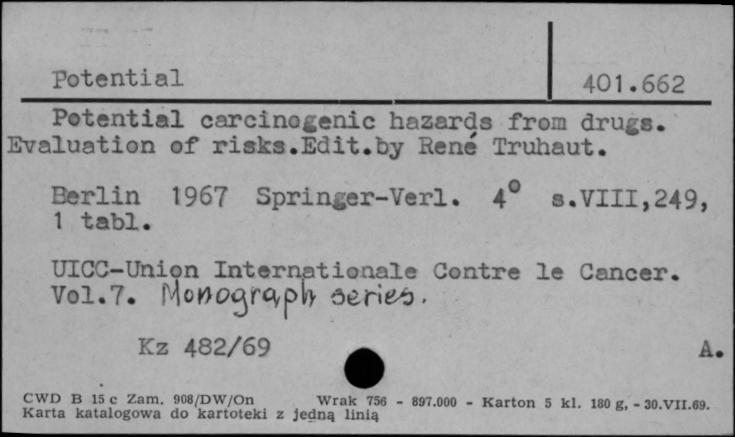 Potential 401.662
Potential carcinogenic hazards from drugs.
Evaluation of risks.Edit.by René Truhaut.
Berlin 1967 Springer-Verl. 4° s.VIII,249,
1 tabl.
UICC-Union Internationale Contre le Cancer.
Vol.7. Monograph series.
Kz 482/69 A.
CWD B 15 c Zam. 908/DW/On Wrak 756 - 897.000 - Karton 5 kl. 180 g, - 30.VII.69.
Karta katalogowa do kartoteki z jedną linią